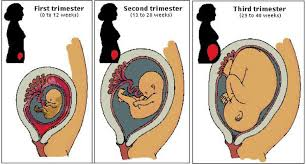 First trimester
(0 to 12 weeks)
Second trimester
(13 to 28 weeks)
Third trimester
(29 to 40 weeks)